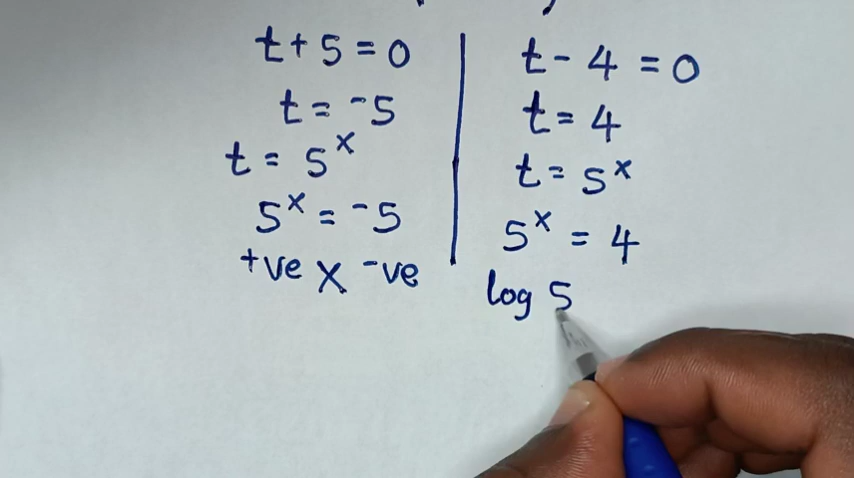 t + 5 = 0
t = -5
t = 5^x
5^x = -5
+ve X -ve
t - 4 = 0
t = 4
t = 5^x
5^x = 4
log 5